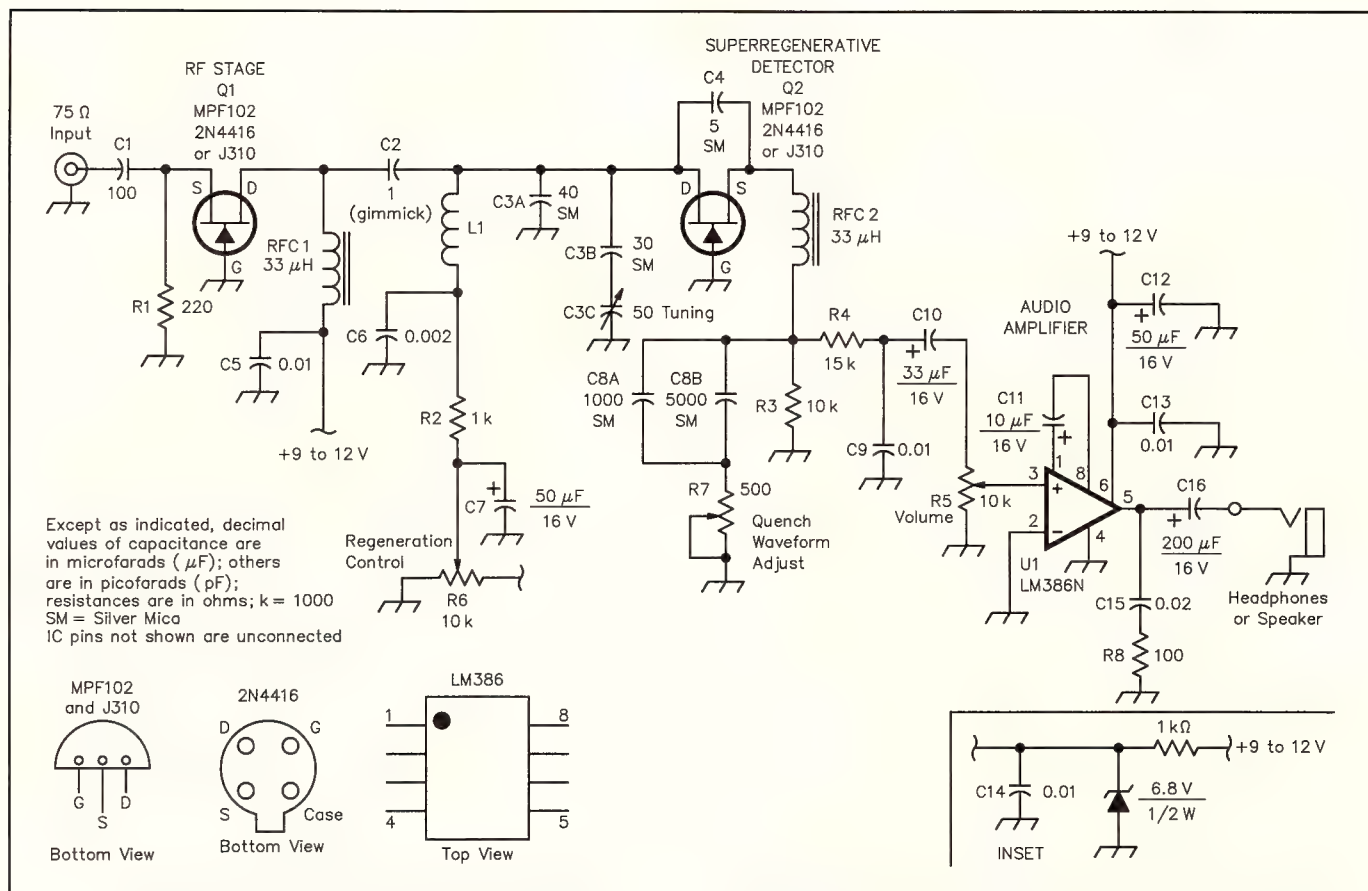 RF STAGE
Q1
MPF102
2N4416
or J310
75 Ω
Input
C1
100
S
D
G
R1
220
RFC 1
33 μH
C5
0.01
+9 to 12 V
C2
1
(gimmick)
L1
C6
0.002
R2
1 k
+
C7
50 μF
16 V
Regeneration
Control
R6
10 k
C3A
40
SM
C3B
30
SM
C3C
50 Tuning
SUPERREGENERATIVE
DETECTOR
Q2
MPF102
2N4416
or J310
C4
5
SM
D
S
G
RFC 2
33 μH
C8A
1000
SM
C8B
5000
SM
R3
10 k
R7
500
Quench
Waveform
Adjust
R4
15 k
C9
0.01
C10
+
33 μF
16 V
R5
10 k
Volume
AUDIO
AMPLIFIER
C11
10 μF
16 V
+
1
8
3
+
2
−
6
5
4
U1
LM386N
+9 to 12 V
C12
+
50 μF
16 V
C13
0.01
C16
+
200 μF
16 V
C15
0.02
R8
100
Headphones
or Speaker
Except as indicated, decimal
values of capacitance are
in microfarads ( μF); others
are in picofarads ( pF);
resistances are in ohms; k = 1000
SM = Silver Mica
IC pins not shown are unconnected
MPF102
and J310
G
S
D
Bottom View
2N4416
D
G
S
Case
Bottom View
LM386
1
8
4
5
Top View
1 kΩ
+9 to 12 V
C14
0.01
6.8 V
1/2 W
INSET